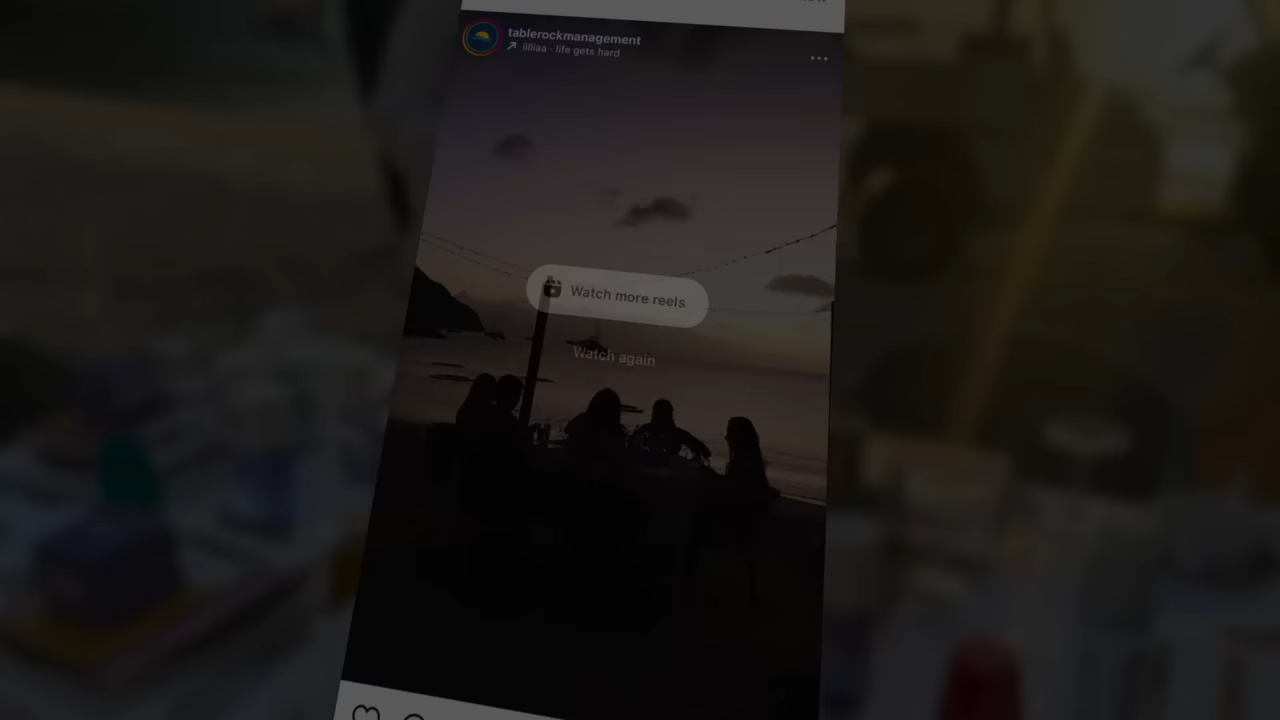 tablerockmanagement
lilliaa · life gets hard
Watch more reels
Watch again